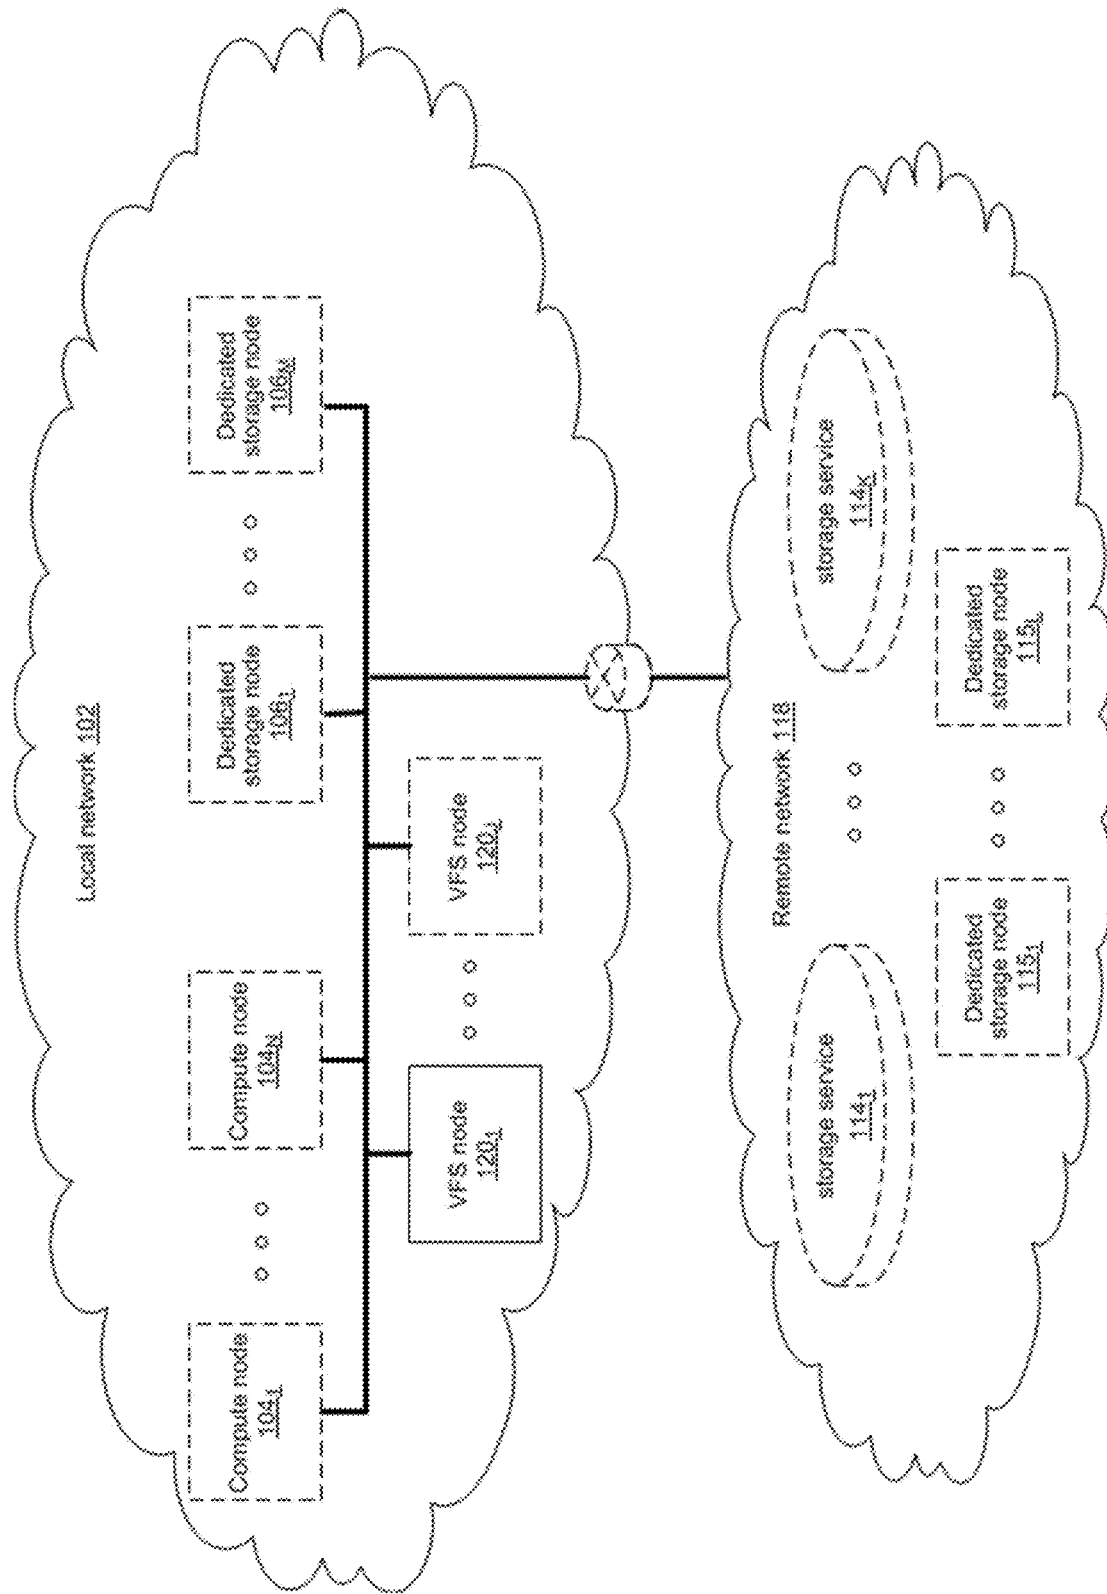 Local network 102
Compute node
104₁
Compute node
104N
Dedicated
storage node
106₁
Dedicated
storage node
106M
VFS node
120₁
VFS node
120J
Remote network 118
storage service
114₁
storage service
114K
Dedicated
storage node
115₁
Dedicated
storage node
115L